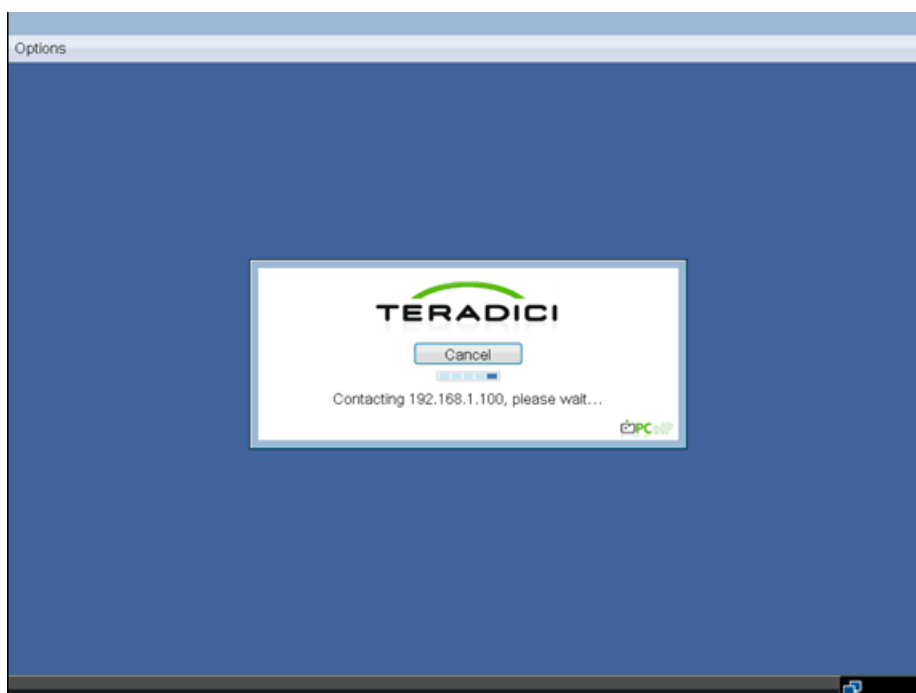 Options
TERADICI
Cancel
Contacting 192.168.1.100, please wait...
PCoIP